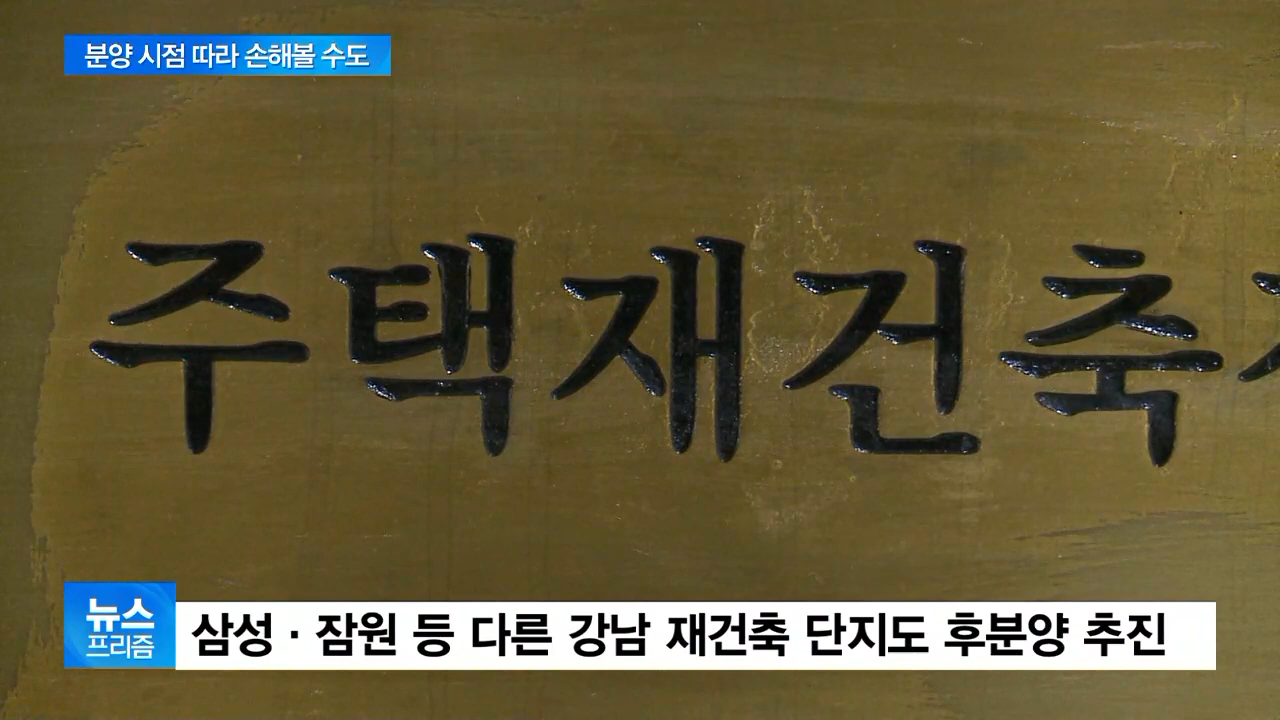 분양 시점 따라 손해볼 수도
주택재건축
뉴스
프리즘
삼성·잠원 등 다른 강남 재건축 단지도 후분양 추진